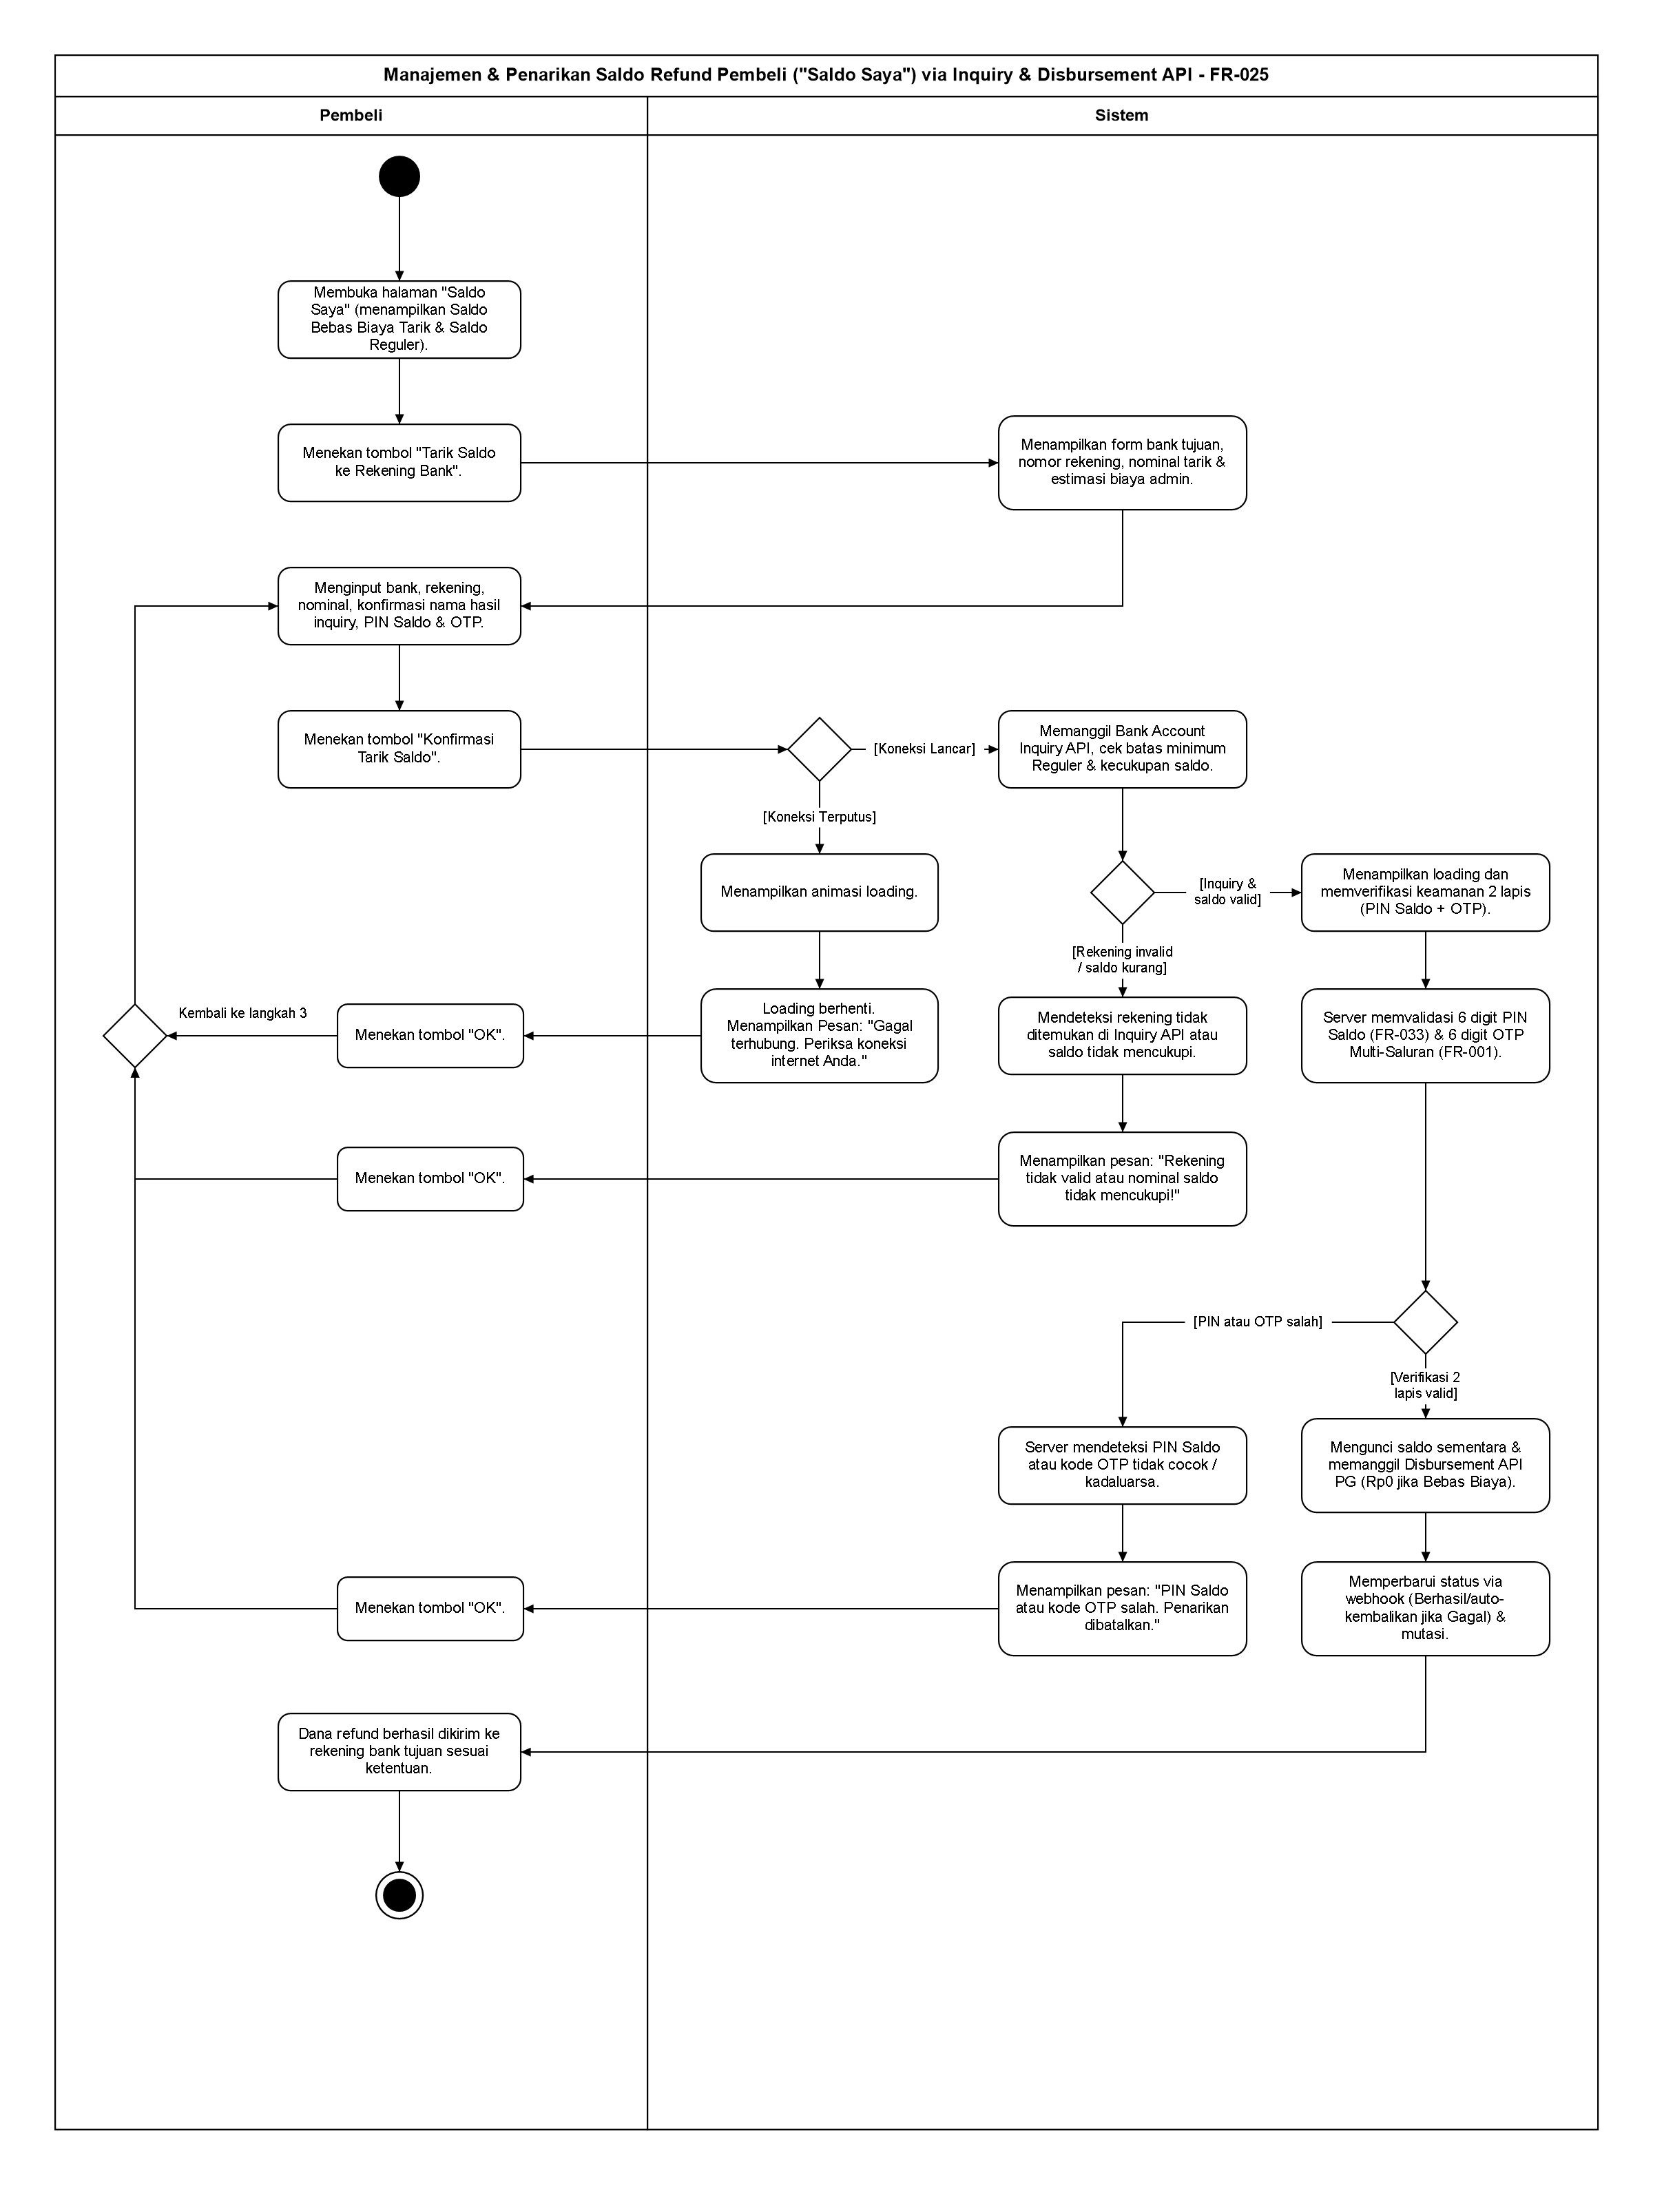 Manajemen & Penarikan Saldo Refund Pembeli ("Saldo Saya") via Inquiry & Disbursement API - FR-025
Pembeli
Sistem
Membuka halaman "Saldo
Saya" (menampilkan Saldo
Bebas Biaya Tarik & Saldo
Reguler).
Menekan tombol "Tarik Saldo
ke Rekening Bank".
Menampilkan form bank tujuan,
nomor rekening, nominal tarik &
estimasi biaya admin.
Menginput bank, rekening,
nominal, konfirmasi nama hasil
inquiry, PIN Saldo & OTP.
Menekan tombol "Konfirmasi
Tarik Saldo".
[Koneksi Lancar]
Memanggil Bank Account
Inquiry API, cek batas minimum
Reguler & kecukupan saldo.
[Koneksi Terputus]
Menampilkan animasi loading.
[Inquiry &
saldo valid]
Menampilkan loading dan
memverifikasi keamanan 2 lapis
(PIN Saldo + OTP).
[Rekening invalid
/ saldo kurang]
Kembali ke langkah 3
Menekan tombol "OK".
Loading berhenti.
Menampilkan Pesan: "Gagal
terhubung. Periksa koneksi
internet Anda."
Mendeteksi rekening tidak
ditemukan di Inquiry API atau
saldo tidak mencukupi.
Server memvalidasi 6 digit PIN
Saldo (FR-033) & 6 digit OTP
Multi-Saluran (FR-001).
Menekan tombol "OK".
Menampilkan pesan: "Rekening
tidak valid atau nominal saldo
tidak mencukupi!"
[PIN atau OTP salah]
[Verifikasi 2
lapis valid]
Server mendeteksi PIN Saldo
atau kode OTP tidak cocok /
kadaluarsa.
Mengunci saldo sementara &
memanggil Disbursement API
PG (Rp0 jika Bebas Biaya).
Menekan tombol "OK".
Menampilkan pesan: "PIN Saldo
atau kode OTP salah. Penarikan
dibatalkan."
Memperbarui status via
webhook (Berhasil/auto-
kembalikan jika Gagal) &
mutasi.
Dana refund berhasil dikirim ke
rekening bank tujuan sesuai
ketentuan.